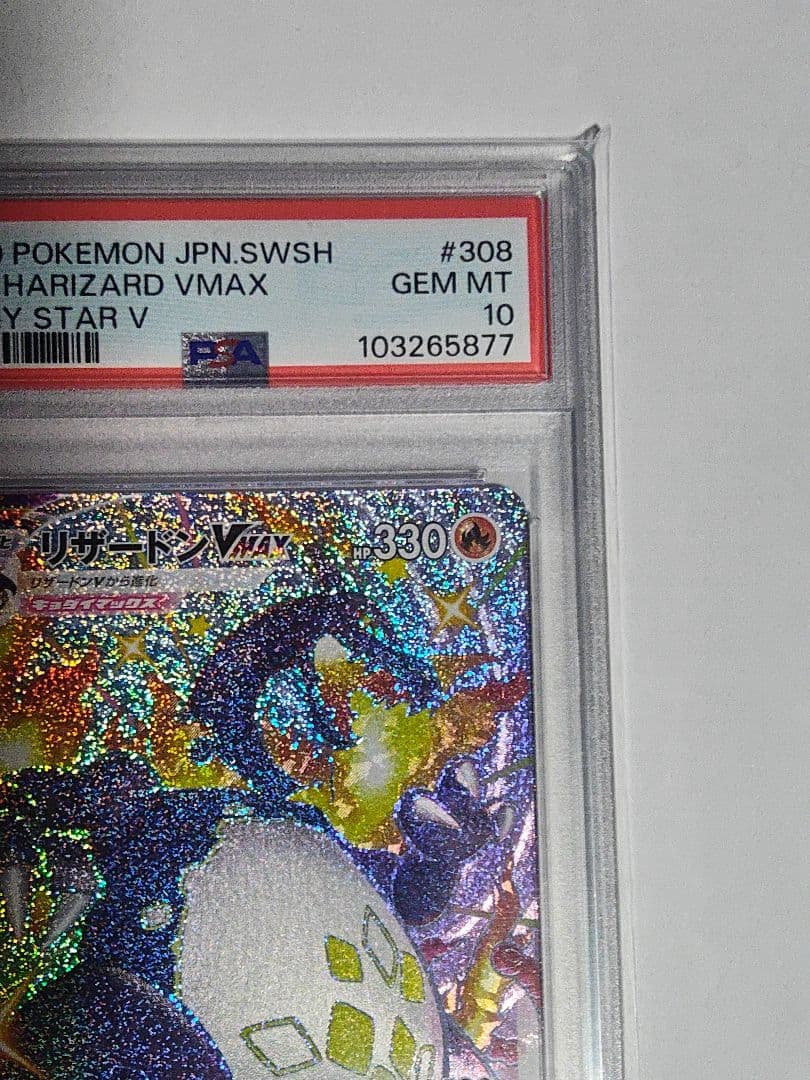 POKEMON JPN.SWSH #308
HARIZARD VMAX GEM MT
Y STAR V 10
PSA 103265877
リザードンVMAX HP330
リザードンVから進化
キョダイマックス